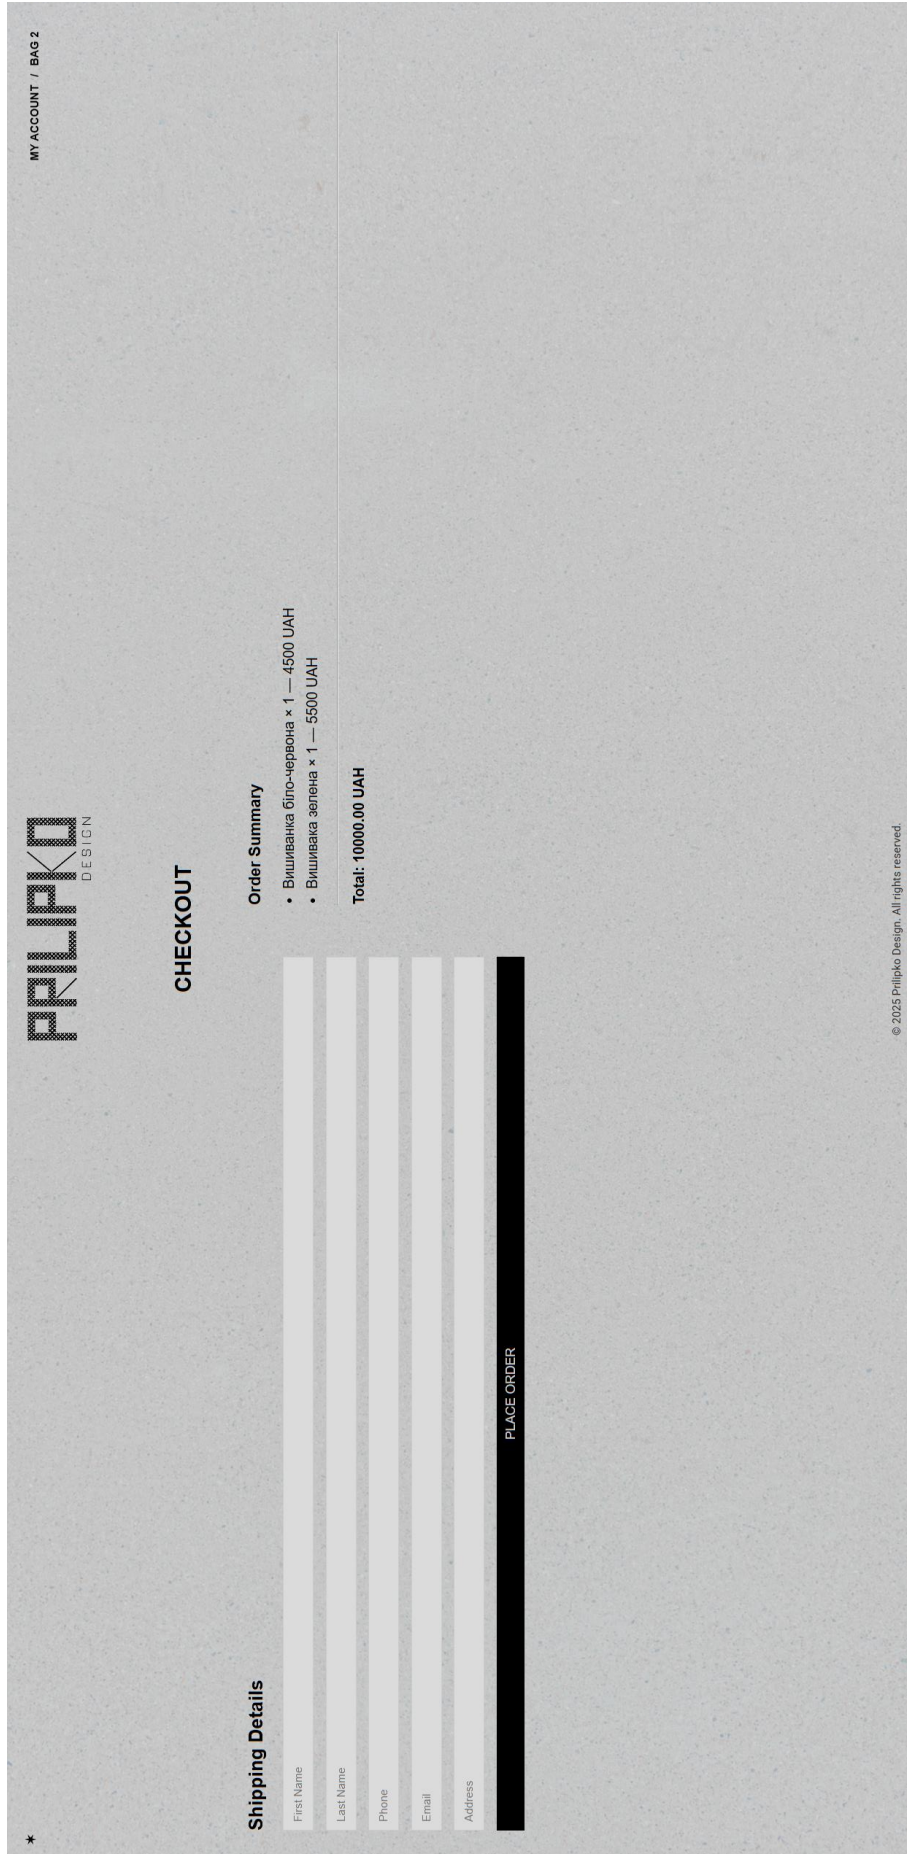 ✶
PRILIPKO
DESIGN
MY ACCOUNT / BAG 2
CHECKOUT
Shipping Details
First Name
Last Name
Phone
Email
Address
PLACE ORDER
Order Summary
• Вишиванка біло-червона × 1 — 4500 UAH
• Вишивака зелена × 1 — 5500 UAH
Total: 10000.00 UAH
© 2025 Prilipko Design. All rights reserved.